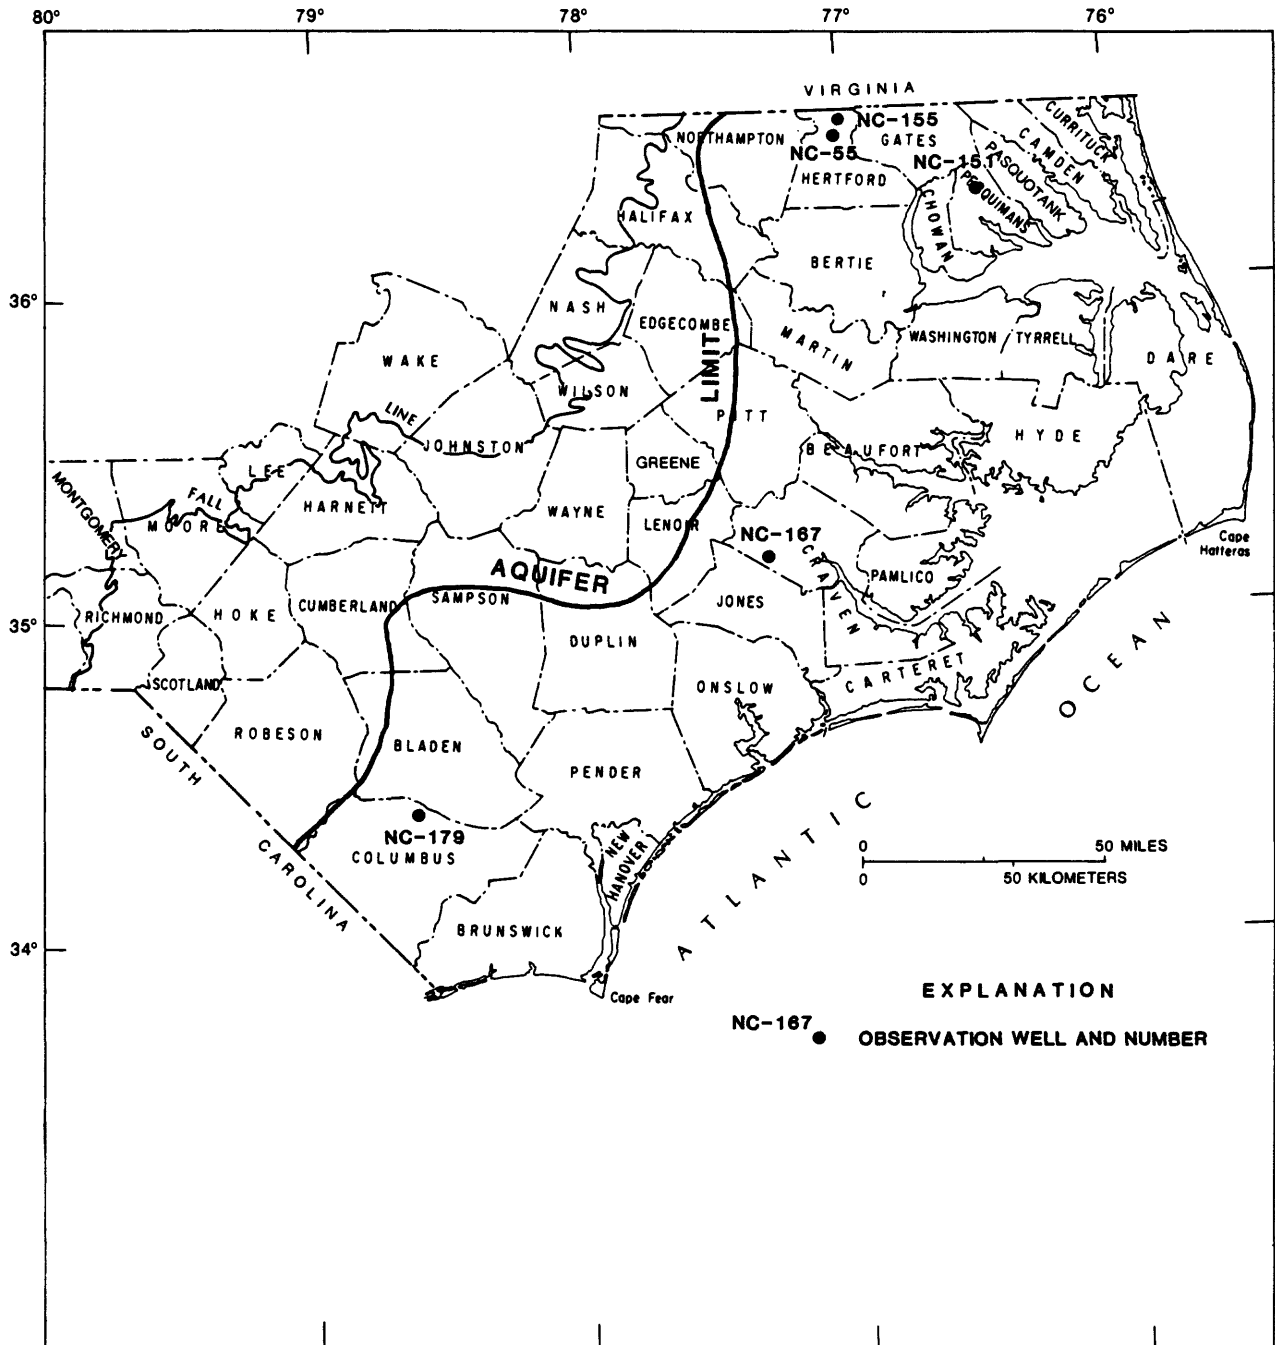 80° 79° 78° 77° 76°
VIRGINIA
NORTHAMPTON
NC-155
GATES
NC-55
NC-151
HERTFORD
CURRITUCK
CAMDEN
PASQUOTANK
PERQUIMANS
CHOWAN
HALIFAX
BERTIE
36°
NASH
EDGECOMBE
MARTIN
WASHINGTON
TYRRELL
DARE
WAKE
LIMIT
WILSON
PITT
LINE
JOHNSTON
BEAUFORT
HYDE
LEE
GREENE
MONTGOMERY
FALL
MOORE
HARNETT
WAYNE
LENOIR
NC-167
CRAVEN
Cape
Hatteras
AQUIFER
PAMLICO
RICHMOND
HOKE
CUMBERLAND
SAMPSON
JONES
35°
DUPLIN
SCOTLAND
ONSLOW
CARTERET
OCEAN
SOUTH
ROBESON
BLADEN
PENDER
NC-179
COLUMBUS
NEW
HANOVER
ATLANTIC
CAROLINA
0 50 MILES
0 50 KILOMETERS
BRUNSWICK
34°
Cape Fear
EXPLANATION
NC-167
OBSERVATION WELL AND NUMBER